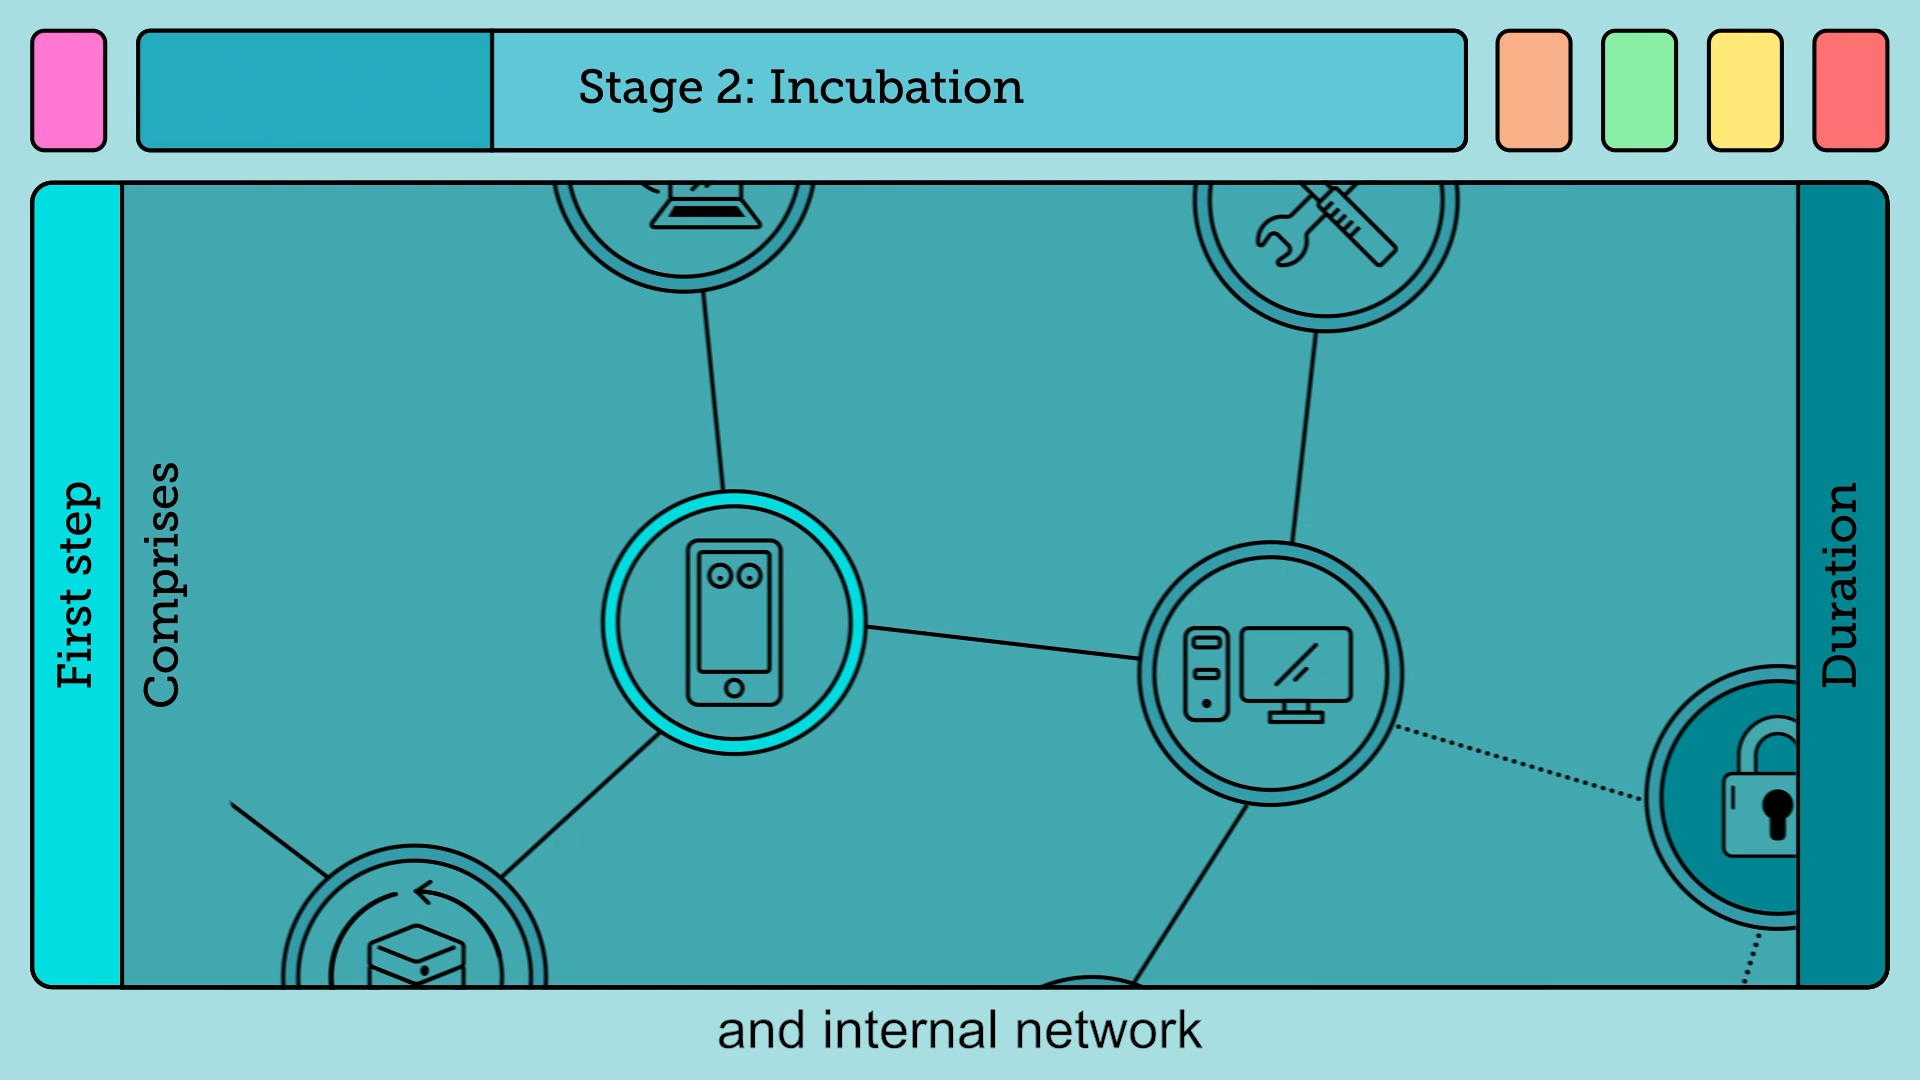 Stage 2: Incubation
First step
Comprises
Duration
and internal network